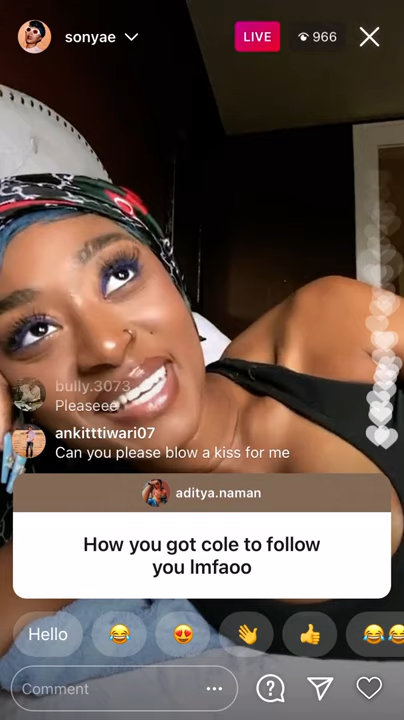 sonyae
LIVE
966
bully.3073
Pleaseee
ankitttiwari07
Can you please blow a kiss for me
aditya.naman
How you got cole to follow
you lmfaoo
Hello
Comment